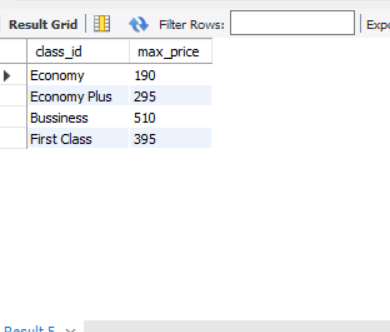 Result Grid Filter Rows: Expo
class_id max_price
Economy 190
Economy Plus 295
Bussiness 510
First Class 395
Result 5